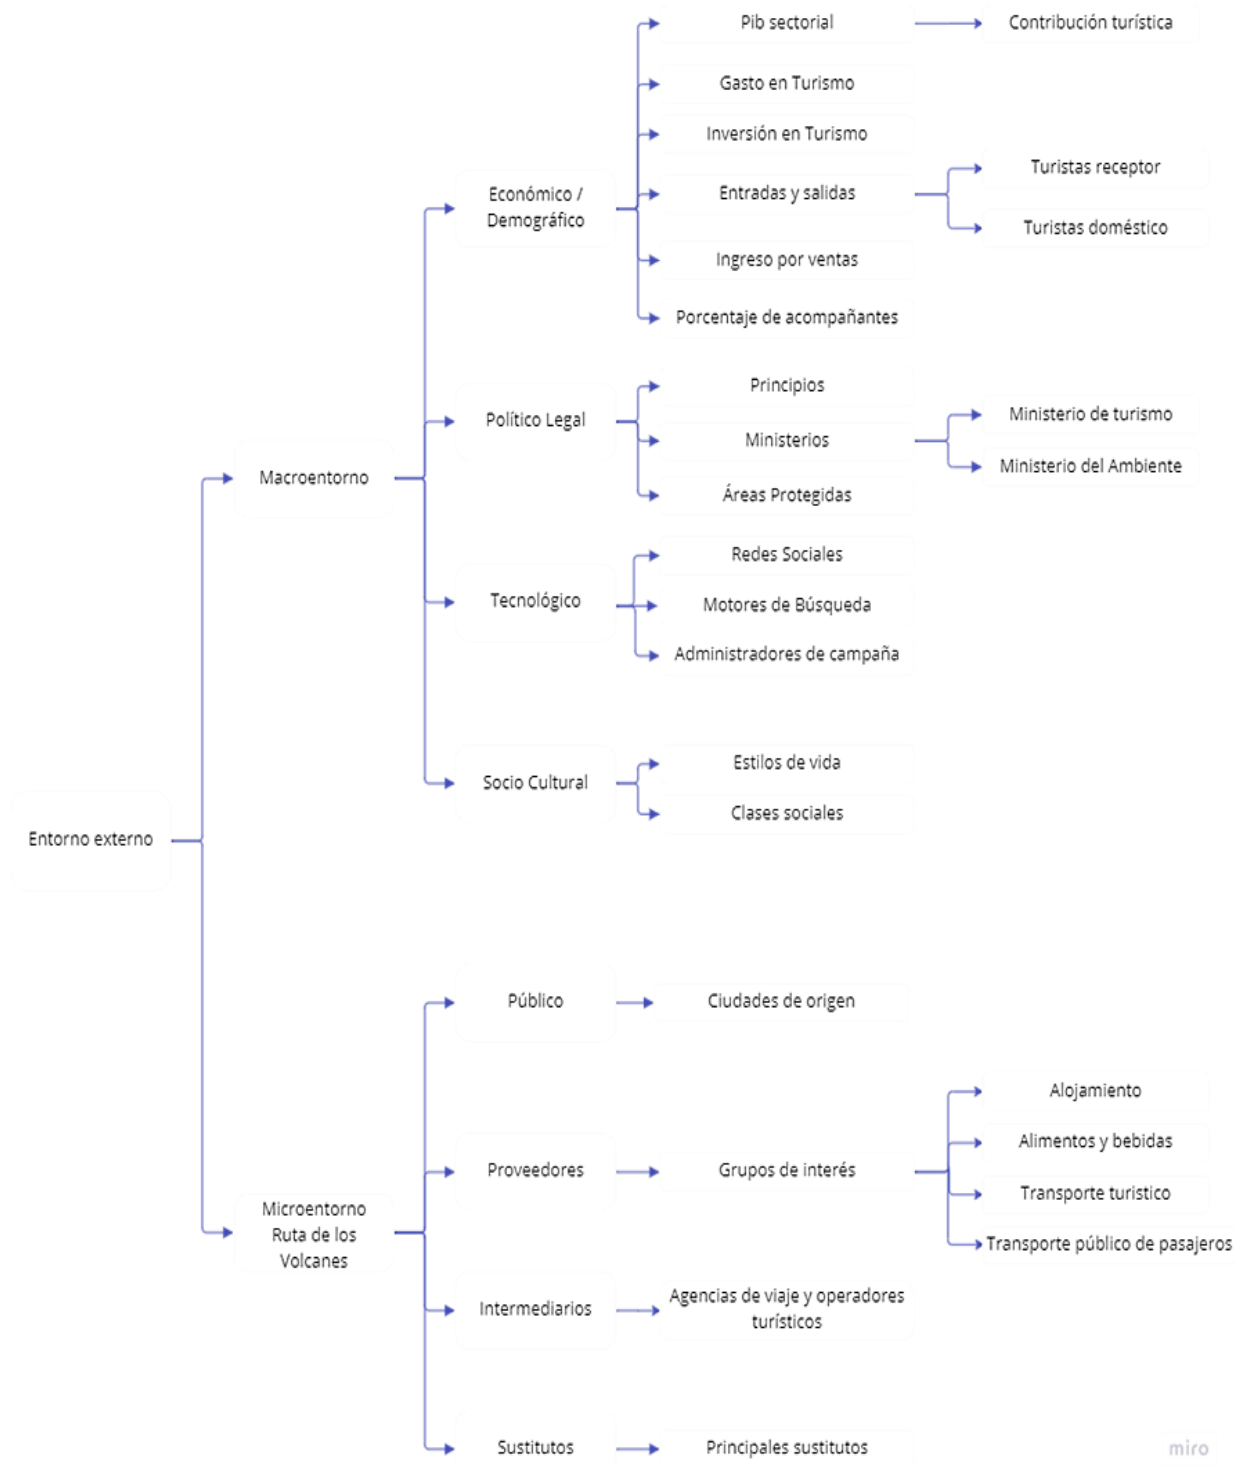 Pib sectorial
Contribución turística
Gasto en Turismo
Inversión en Turismo
Económico /
Demográfico
Entradas y salidas
Turistas receptor
Turistas doméstico
Ingreso por ventas
Porcentaje de acompañantes
Principios
Político Legal
Ministerios
Ministerio de turismo
Ministerio del Ambiente
Áreas Protegidas
Macroentorno
Redes Sociales
Tecnológico
Motores de Búsqueda
Administradores de campaña
Estilos de vida
Socio Cultural
Clases sociales
Entorno externo
Público
Ciudades de origen
Alojamiento
Alimentos y bebidas
Proveedores
Grupos de interés
Transporte turistico
Transporte público de pasajeros
Microentorno
Ruta de los
Volcanes
Intermediarios
Agencias de viaje y operadores
turísticos
Sustitutos
Principales sustitutos
miro